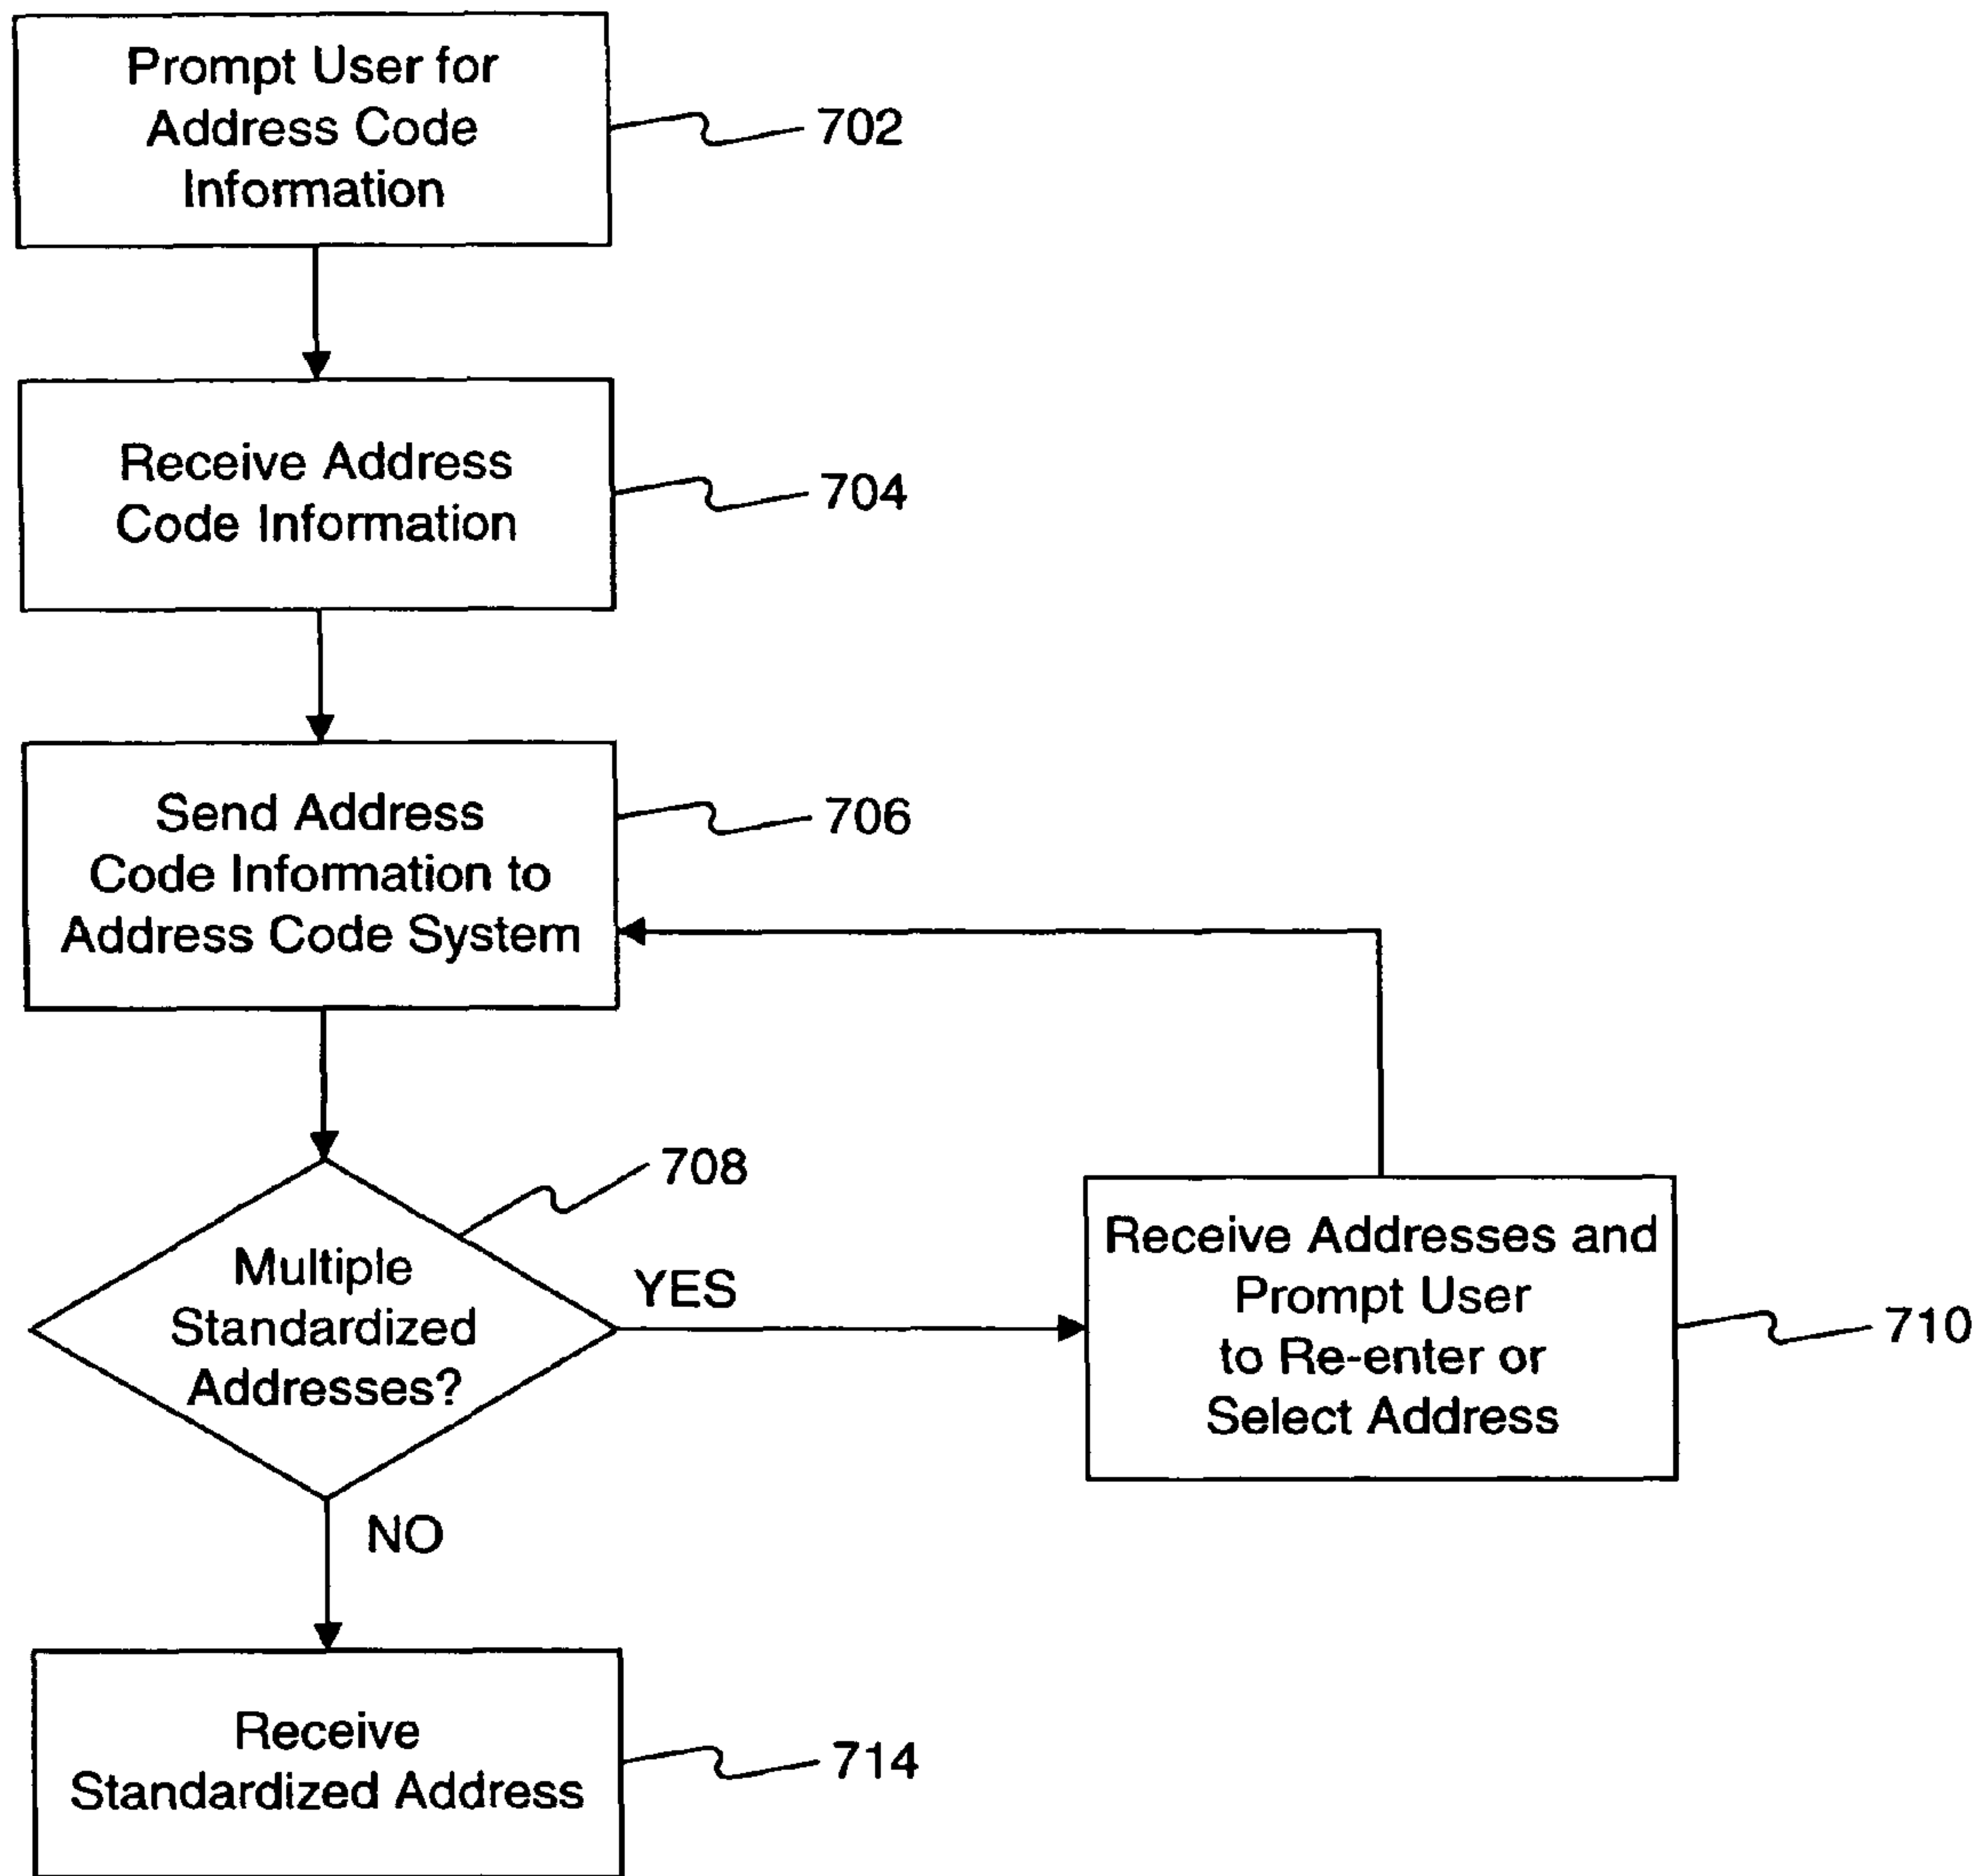 Prompt User for
Address Code
Information
702
Receive Address
Code Information
704
Send Address
Code Information to
Address Code System
706
708
Multiple
Standardized
Addresses?
YES
Receive Addresses and
Prompt User
to Re-enter or
Select Address
710
NO
Receive
Standardized Address
714